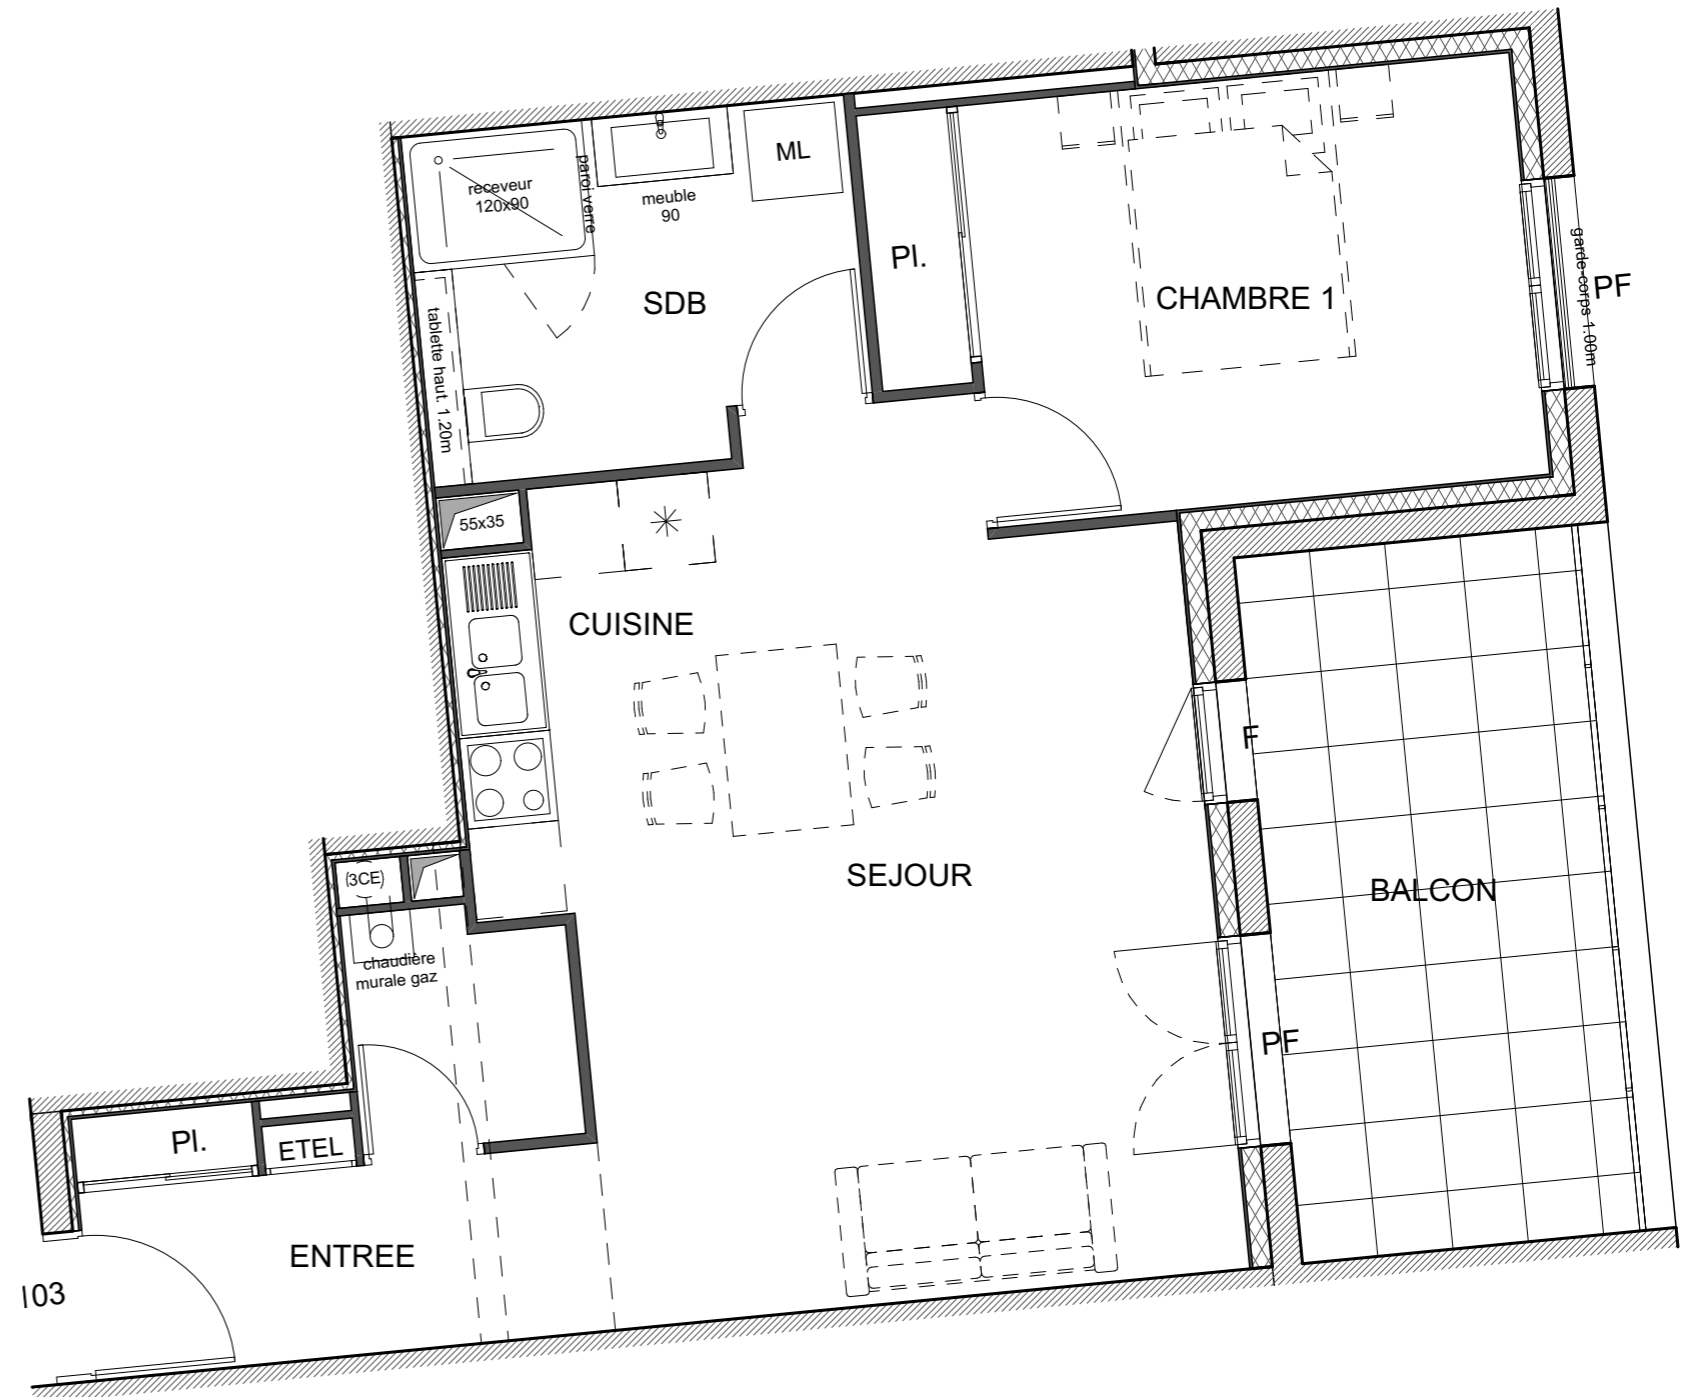 ML
receveur
120x90
paroi verre
meuble
90
Pl.
SDB
CHAMBRE 1
garde-corps 1.00m
PF
tablette haut. 1.20m
55x35
CUISINE
F
SEJOUR
BALCON
(3CE)
chaudière
murale gaz
PF
Pl.
ETEL
ENTREE
103